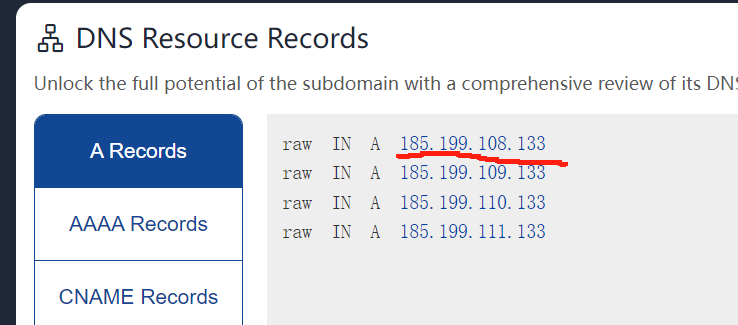 DNS Resource Records
Unlock the full potential of the subdomain with a comprehensive review of its DNS
A Records
AAAA Records
CNAME Records
raw IN A 185.199.108.133
raw IN A 185.199.109.133
raw IN A 185.199.110.133
raw IN A 185.199.111.133